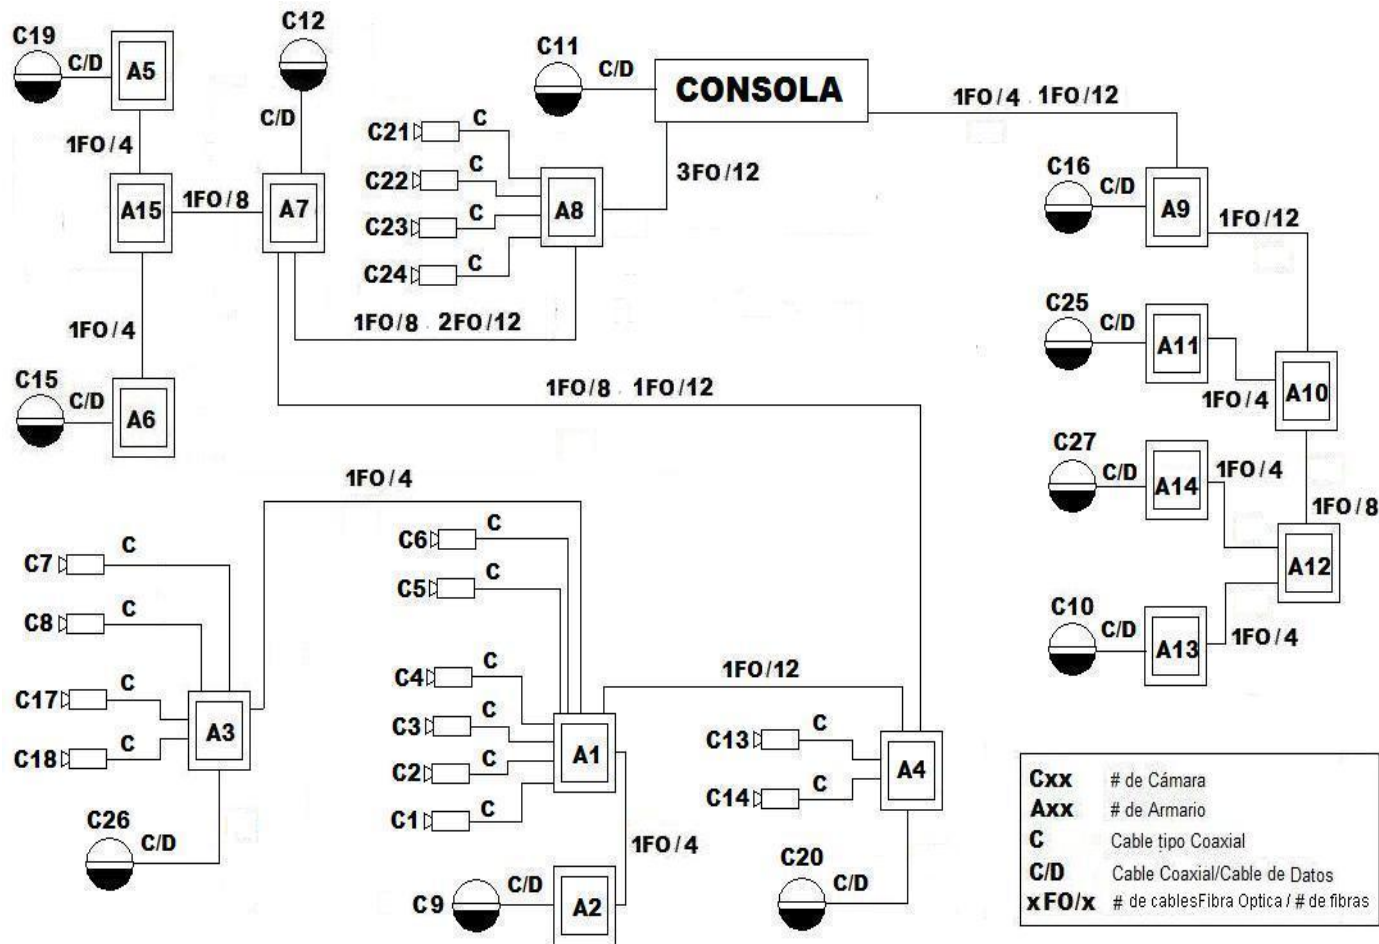 C19
C/D
A5
C12
C/D
C11
C/D
CONSOLA
1FO/4 1FO/12
1FO/4
C21
C
C22
C
C23
C
C24
C
A8
3FO/12
C16
C/D
A9
1FO/12
A15
1FO/8
A7
1FO/4
1FO/8 2FO/12
C25
C/D
A11
1FO/4
A10
C15
C/D
A6
1FO/8 1FO/12
C27
C/D
A14
1FO/4
1FO/8
1FO/4
C7
C
C8
C
C17
C
C18
C
A3
C26
C/D
C6
C
C5
C
C4
C
C3
C
C2
C
C1
C
A1
1FO/12
1FO/4
C9
C/D
A2
C13
C
C14
C
A4
C20
C/D
A12
C10
C/D
A13
1FO/4
Cxx # de Cámara
Axx # de Armario
C Cable tipo Coaxial
C/D Cable Coaxial/Cable de Datos
xFO/x # de cablesFibra Optica / # de fibras